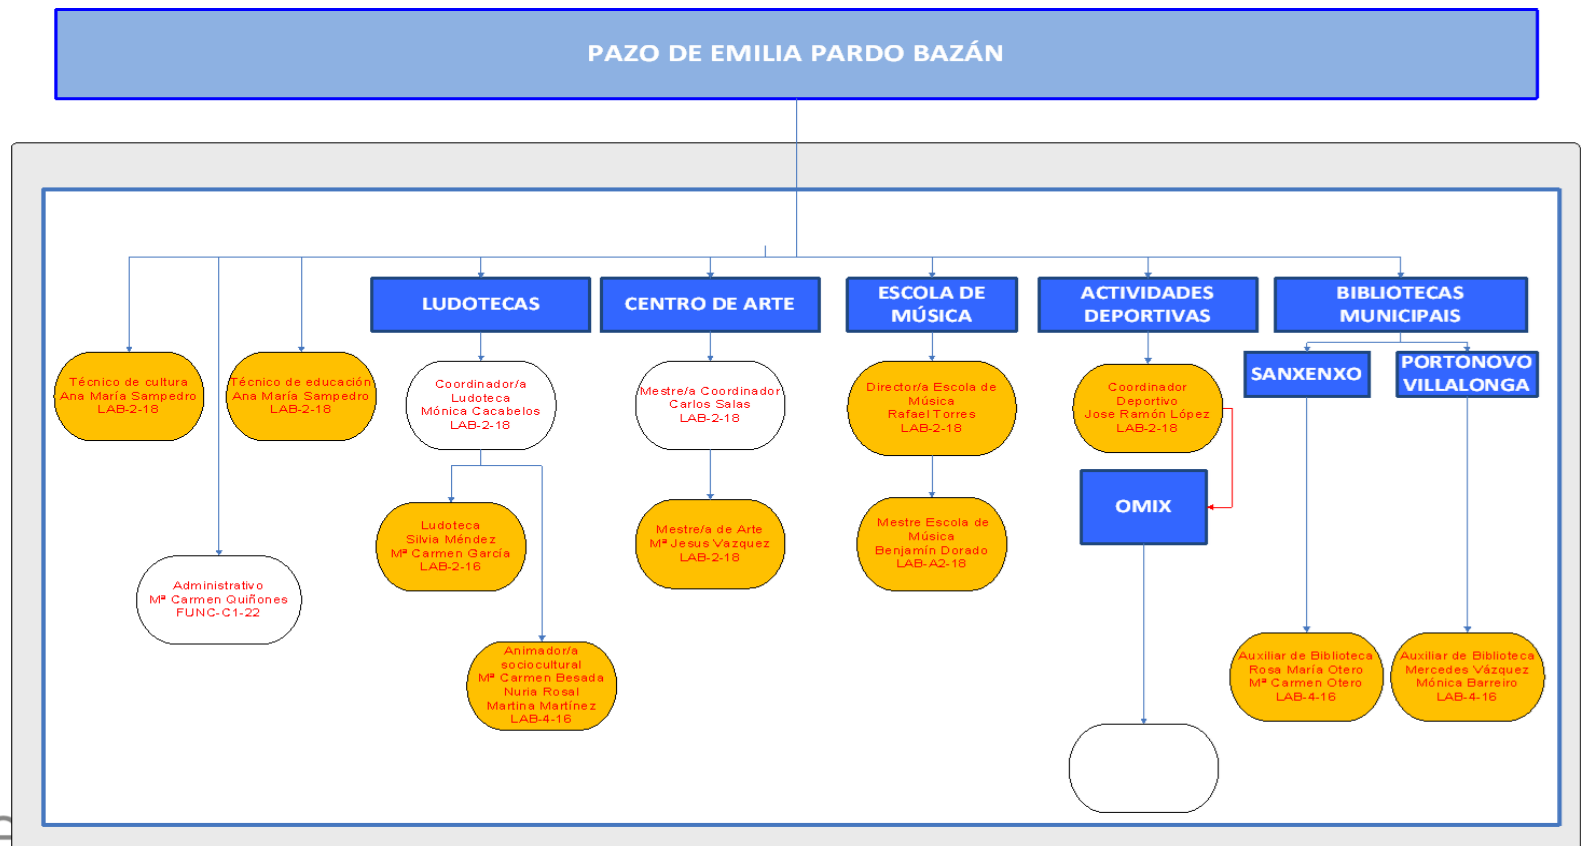 PAZO DE EMILIA PARDO BAZÁN
LUDOTECAS
CENTRO DE ARTE
ESCOLA DE
MÚSICA
ACTIVIDADES
DEPORTIVAS
BIBLIOTECAS
MUNICIPAIS
SANXENXO
PORTONOVO
VILLALONGA
Técnico de cultura
Ana María Sampedro
LAB-2-18
Técnico de educación
Ana María Sampedro
LAB-2-18
Coordinador/a
Ludoteca
Mónica Cacabelos
LAB-2-18
Mestre/a Coordinador
Carlos Salas
LAB-2-18
Director/a Escola de
Música
Rafael Torres
LAB-2-18
Coordinador
Deportivo
Jose Ramón López
LAB-2-18
OMIX
Ludoteca
Silvia Méndez
Mª Carmen García
LAB-2-16
Mestre/a de Arte
Mª Jesus Vazquez
LAB-2-18
Mestre Escola de
Música
Benjamín Dorado
LAB-A2-18
Administrativo
Mª Carmen Quiñones
FUNC-C1-22
Animador/a
sociocultural
Mª Carmen Besada
Nuria Rosal
Martina Martínez
LAB-4-16
Auxiliar de Biblioteca
Rosa María Otero
Mª Carmen Otero
LAB-4-16
Auxiliar de Biblioteca
Mercedes Vázquez
Mónica Barreiro
LAB-4-16